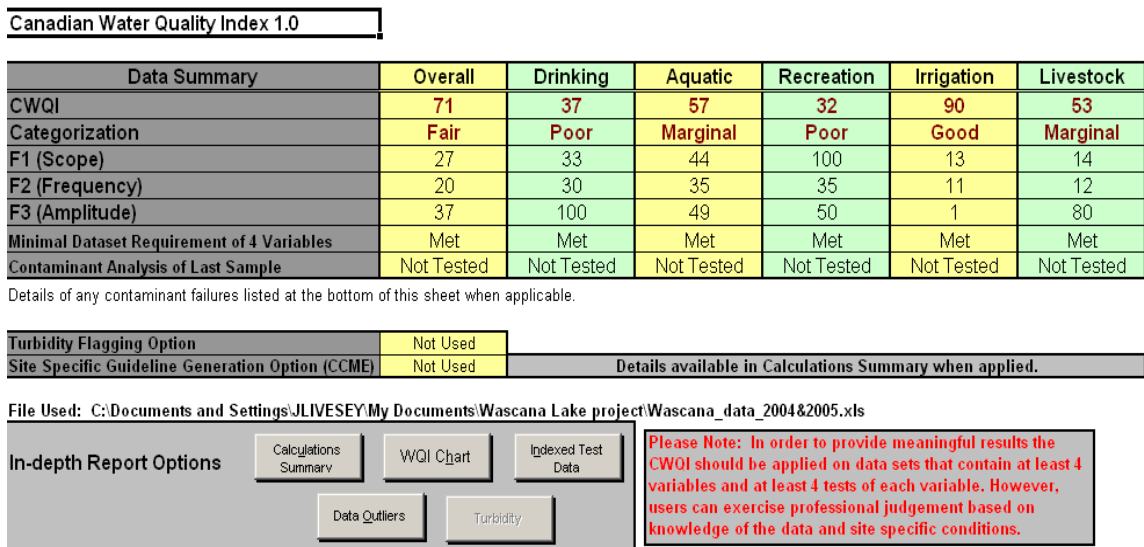 Canadian Water Quality Index 1.0
Data Summary Overall Drinking Aquatic Recreation Irrigation Livestock
CWQI 71 37 57 32 90 53
Categorization Fair Poor Marginal Poor Good Marginal
F1 (Scope) 27 33 44 100 13 14
F2 (Frequency) 20 30 35 35 11 12
F3 (Amplitude) 37 100 49 50 1 80
Minimal Dataset Requirement of 4 Variables Met Met Met Met Met Met
Contaminant Analysis of Last Sample Not Tested Not Tested Not Tested Not Tested Not Tested Not Tested
Details of any contaminant failures listed at the bottom of this sheet when applicable.
Turbidity Flagging Option Not Used
Site Specific Guideline Generation Option (CCME) Not Used Details available in Calculations Summary when applied.
File Used: C:\Documents and Settings\JLIVESEY\My Documents\Wascana Lake project\Wascana_data_2004&2005.xls
In-depth Report Options
Calculations
Summary
WQI Chart
Indexed Test
Data
Data Outliers
Turbidity
Please Note: In order to provide meaningful results the
CWQI should be applied on data sets that contain at least 4
variables and at least 4 tests of each variable. However,
users can exercise professional judgement based on
knowledge of the data and site specific conditions.